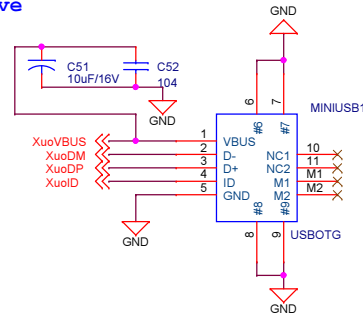 ve
GND
C51
10uF/16V
C52
104
GND
6
7
#6
#7
MINIUSB1
XuoVBUS
1
VBUS
XuoDM
2
D-
NC1
10
XuoDP
3
D+
NC2
11
XuoID
4
ID
M1
M1
5
GND
M2
M2
#8
#9
USBOTG
GND
8
9
GND